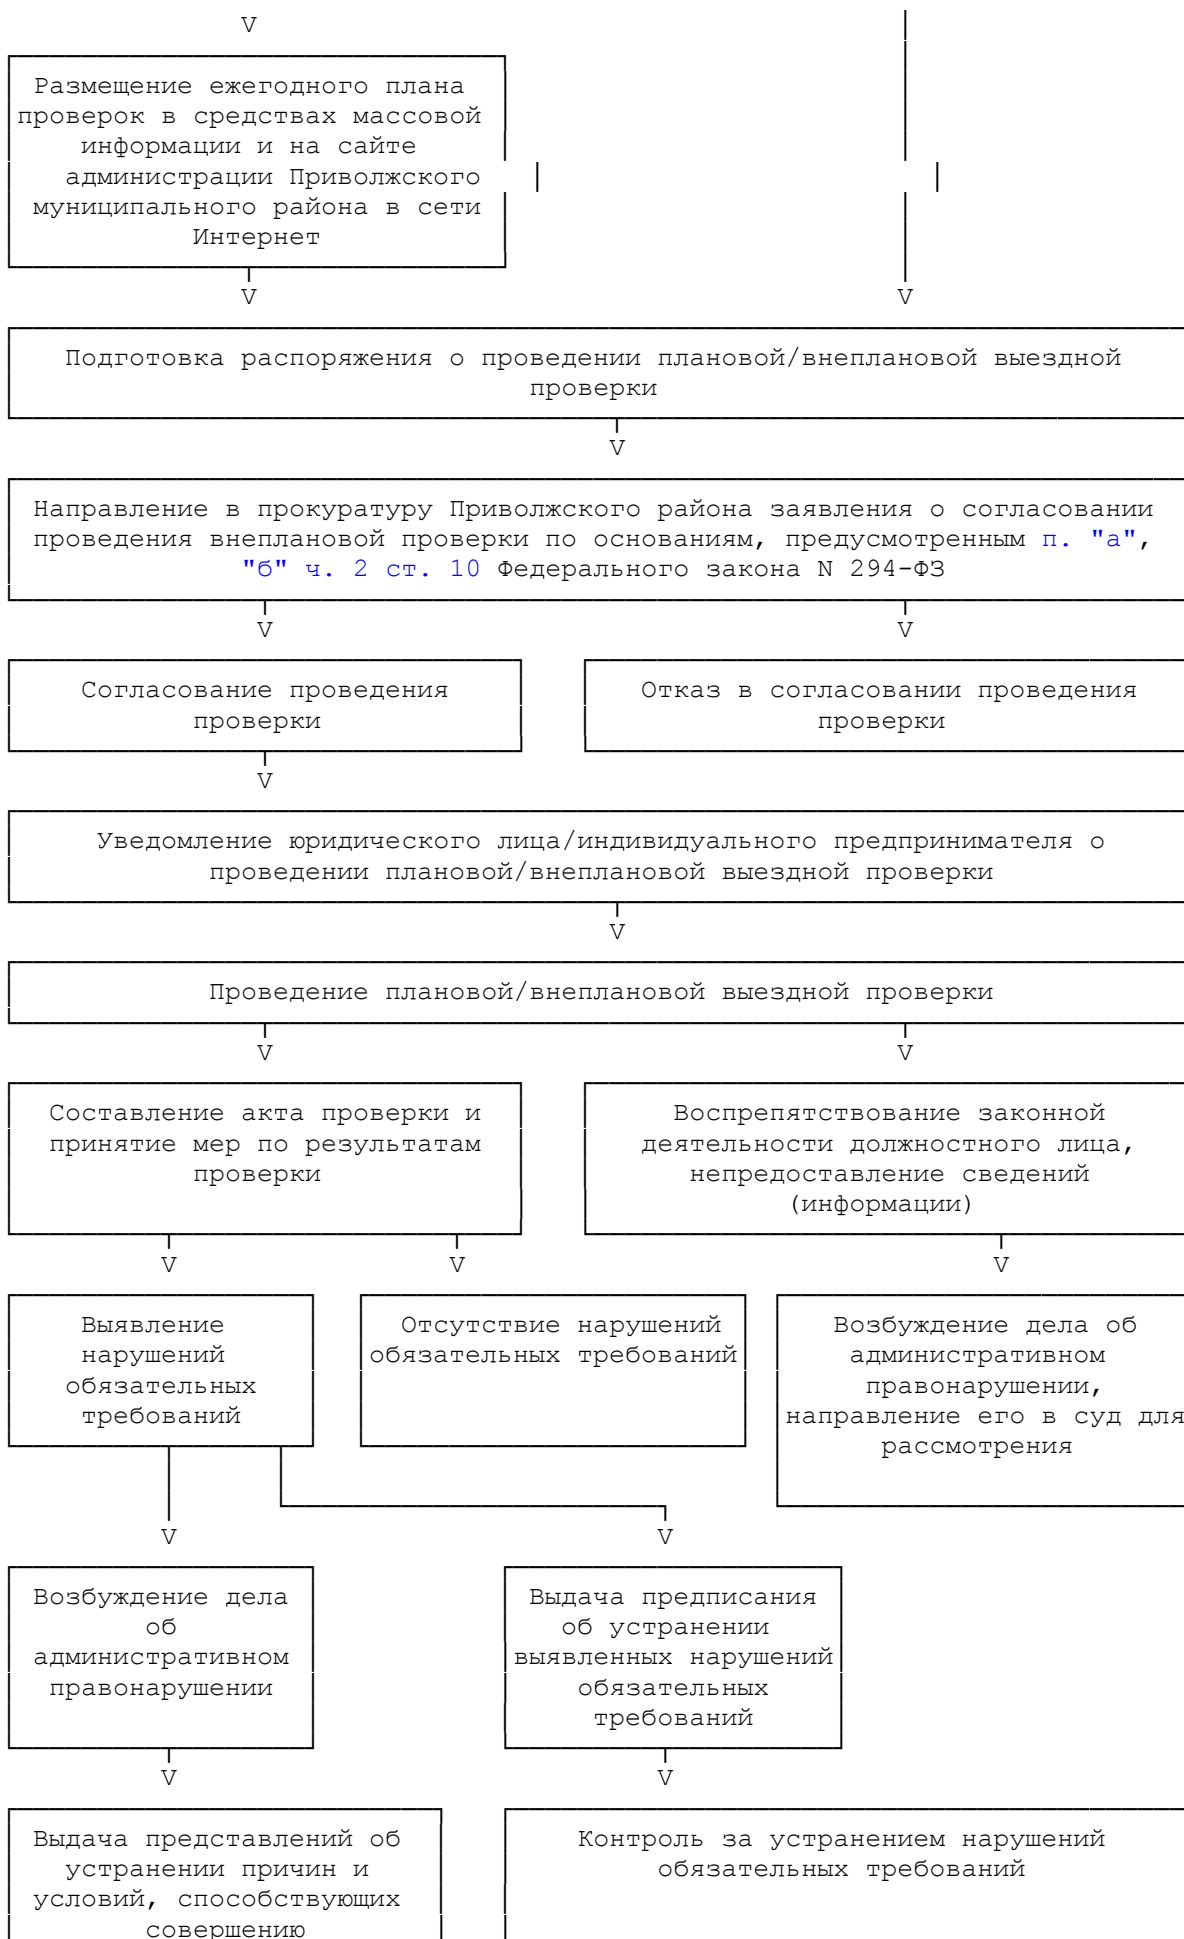 V
Размещение ежегодного плана
проверок в средствах массовой
информации и на сайте
администрации Приволжского
муниципального района в сети
Интернет
V V
Подготовка распоряжения о проведении плановой/внеплановой выездной
проверки
V
Направление в прокуратуру Приволжского района заявления о согласовании
проведения внеплановой проверки по основаниям, предусмотренным п. "а",
"б" ч. 2 ст. 10 Федерального закона N 294-ФЗ
V V
Согласование проведения
проверки
Отказ в согласовании проведения
проверки
V
Уведомление юридического лица/индивидуального предпринимателя о
проведении плановой/внеплановой выездной проверки
V
Проведение плановой/внеплановой выездной проверки
V V
Составление акта проверки и
принятие мер по результатам
проверки
Воспрепятствование законной
деятельности должностного лица,
непредоставление сведений
(информации)
V V V
Выявление
нарушений
обязательных
требований
Отсутствие нарушений
обязательных требований
Возбуждение дела об
административном
правонарушении,
направление его в суд для
рассмотрения
V V
Возбуждение дела
об
административном
правонарушении
Выдача предписания
об устранении
выявленных нарушений
обязательных
требований
V V
Выдача представлений об
устранении причин и
условий, способствующих
совершению
Контроль за устранением нарушений
обязательных требований